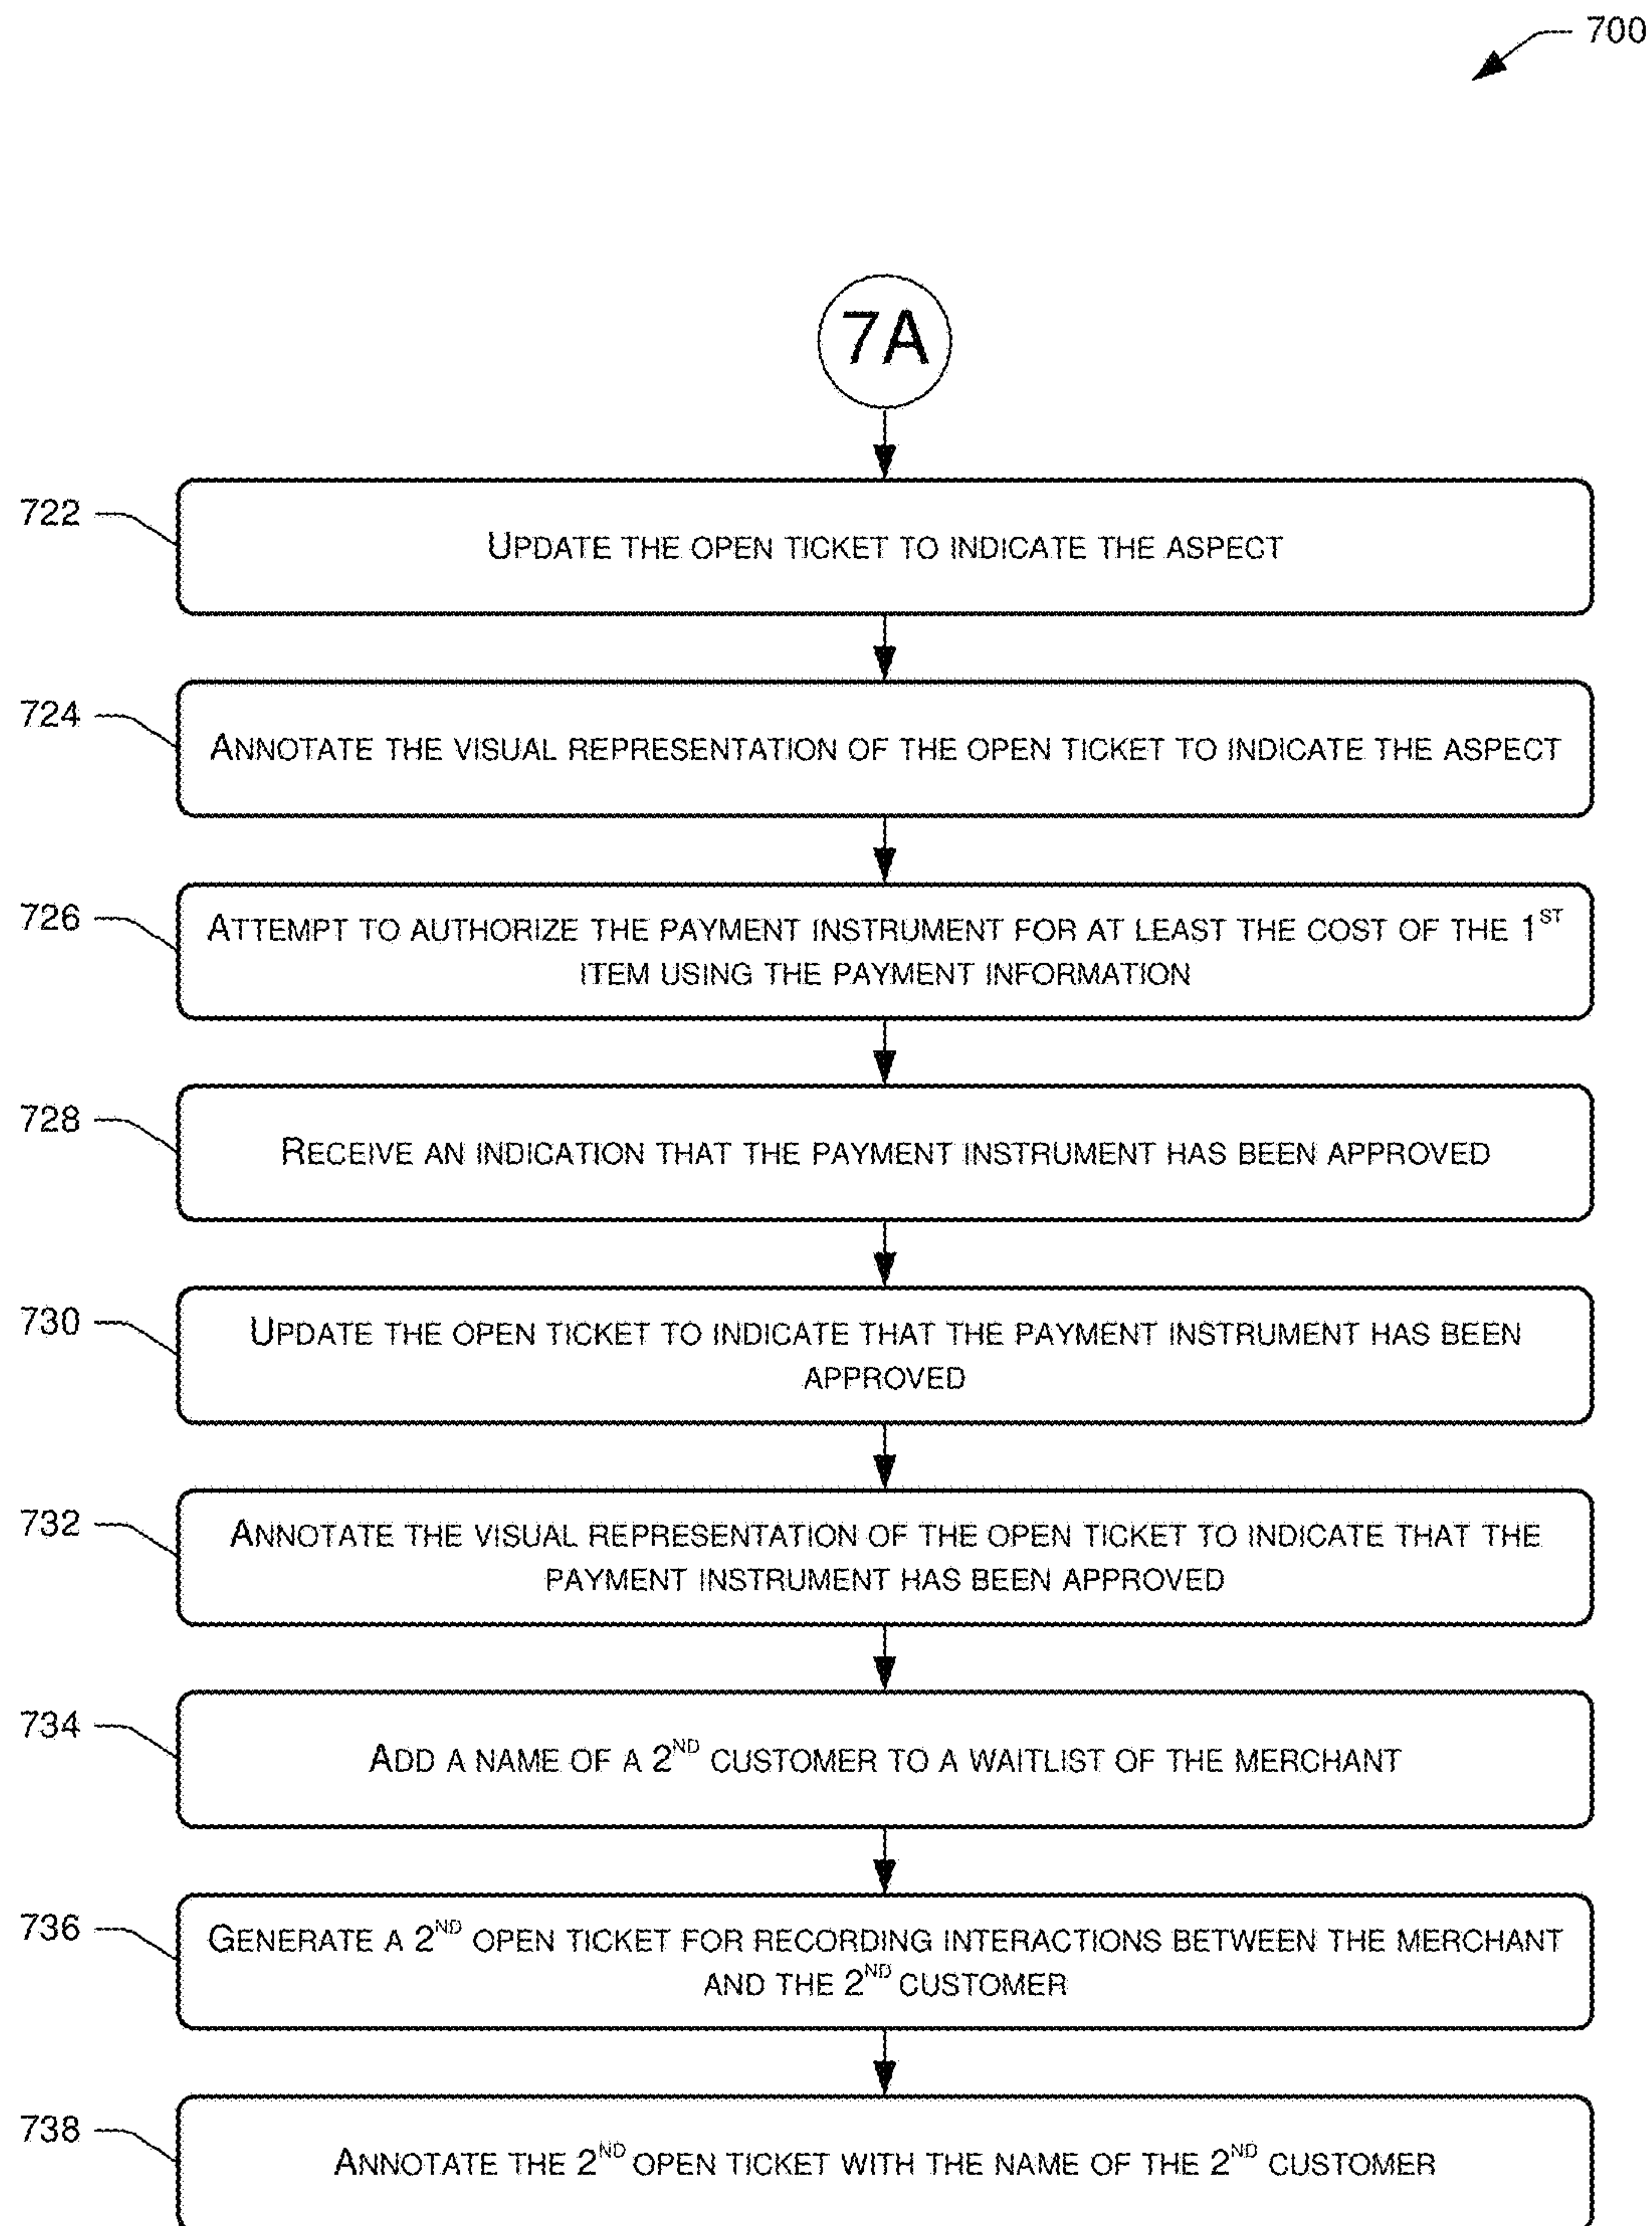 700
7A
722
UPDATE THE OPEN TICKET TO INDICATE THE ASPECT
724
ANNOTATE THE VISUAL REPRESENTATION OF THE OPEN TICKET TO INDICATE THE ASPECT
726
ATTEMPT TO AUTHORIZE THE PAYMENT INSTRUMENT FOR AT LEAST THE COST OF THE 1ST
ITEM USING THE PAYMENT INFORMATION
728
RECEIVE AN INDICATION THAT THE PAYMENT INSTRUMENT HAS BEEN APPROVED
730
UPDATE THE OPEN TICKET TO INDICATE THAT THE PAYMENT INSTRUMENT HAS BEEN
APPROVED
732
ANNOTATE THE VISUAL REPRESENTATION OF THE OPEN TICKET TO INDICATE THAT THE
PAYMENT INSTRUMENT HAS BEEN APPROVED
734
ADD A NAME OF A 2ND CUSTOMER TO A WAITLIST OF THE MERCHANT
736
GENERATE A 2ND OPEN TICKET FOR RECORDING INTERACTIONS BETWEEN THE MERCHANT
AND THE 2ND CUSTOMER
738
ANNOTATE THE 2ND OPEN TICKET WITH THE NAME OF THE 2ND CUSTOMER